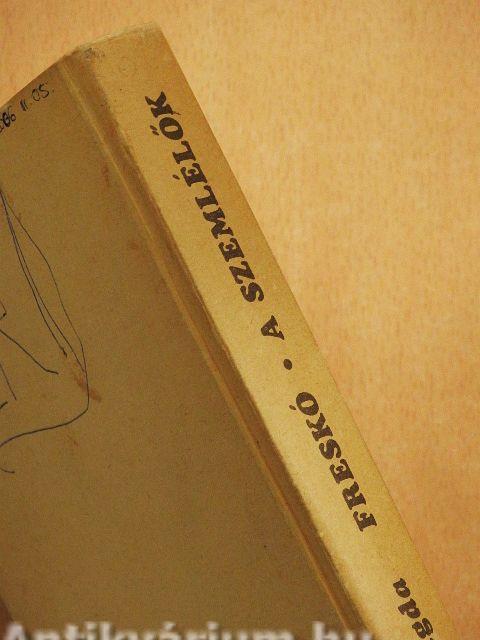 FRESKÓ • A SZEMLÉLŐK
Antikvárium.hu